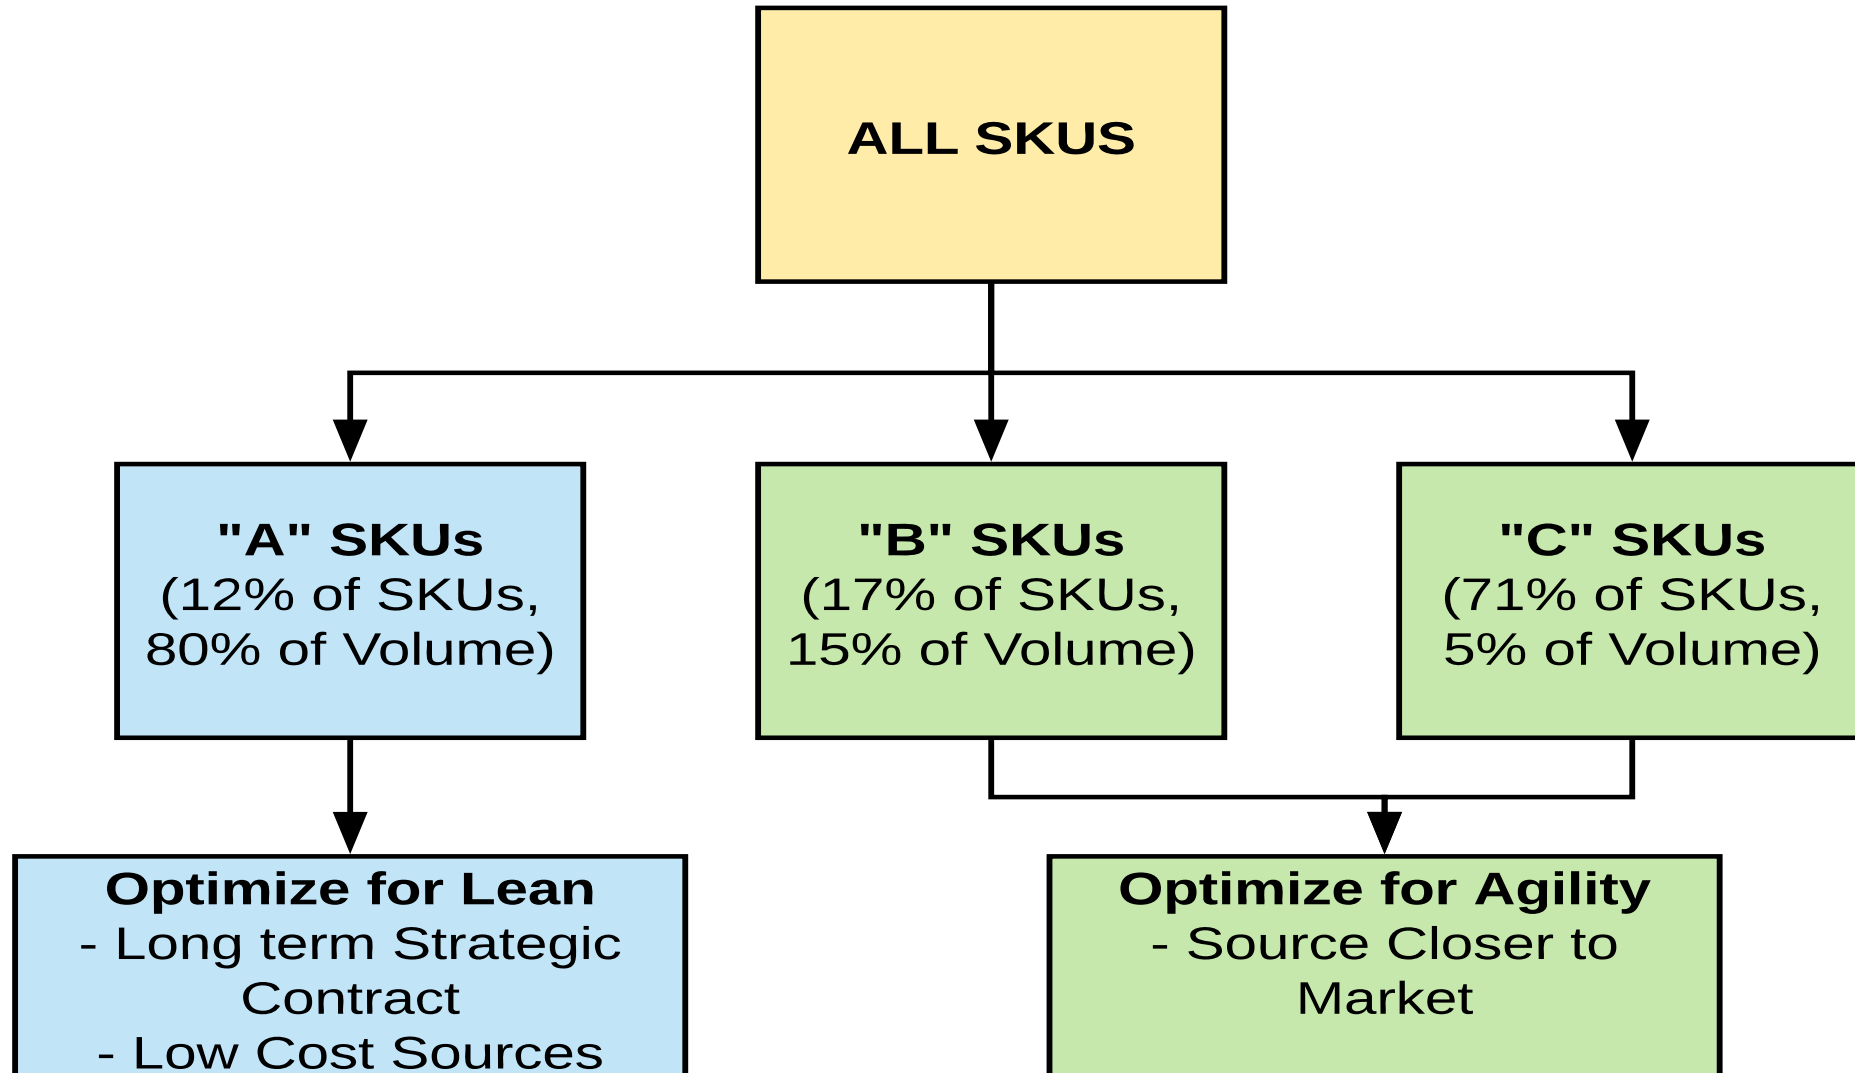 ALL SKUS
"A" SKUs
(12% of SKUs,
80% of Volume)
"B" SKUs
(17% of SKUs,
15% of Volume)
"C" SKUs
(71% of SKUs,
5% of Volume)
Optimize for Lean
- Long term Strategic
Contract
- Low Cost Sources
Optimize for Agility
- Source Closer to
Market